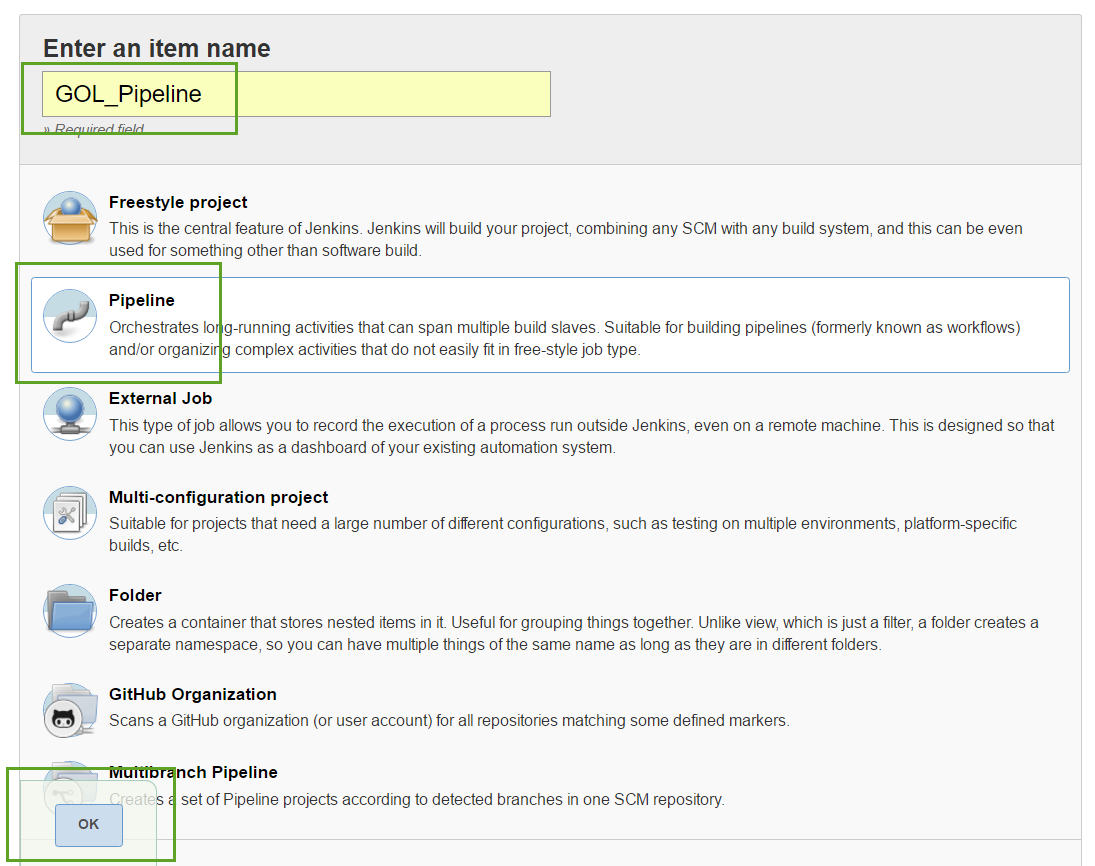 Enter an item name
GOL_Pipeline
» Required field
Freestyle project
This is the central feature of Jenkins. Jenkins will build your project, combining any SCM with any build system, and this can be even
used for something other than software build.
Pipeline
Orchestrates long-running activities that can span multiple build slaves. Suitable for building pipelines (formerly known as workflows)
and/or organizing complex activities that do not easily fit in free-style job type.
External Job
This type of job allows you to record the execution of a process run outside Jenkins, even on a remote machine. This is designed so that
you can use Jenkins as a dashboard of your existing automation system.
Multi-configuration project
Suitable for projects that need a large number of different configurations, such as testing on multiple environments, platform-specific
builds, etc.
Folder
Creates a container that stores nested items in it. Useful for grouping things together. Unlike view, which is just a filter, a folder creates a
separate namespace, so you can have multiple things of the same name as long as they are in different folders.
GitHub Organization
Scans a GitHub organization (or user account) for all repositories matching some defined markers.
Multibranch Pipeline
Creates a set of Pipeline projects according to detected branches in one SCM repository.
OK